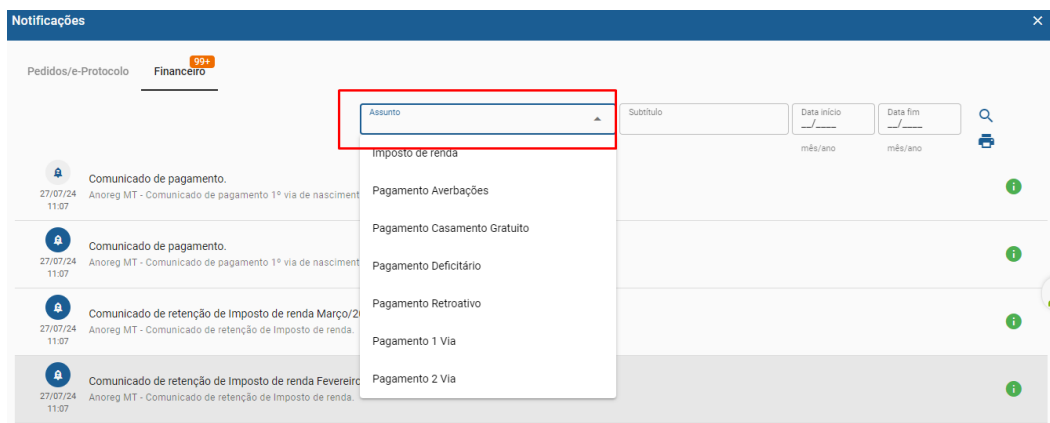 Notificações
99+
Pedidos/e-Protocolo Financeiro
Assunto Subtítulo Data início Data fim
__/____ __/____
mês/ano mês/ano
Imposto de renda
Pagamento Averbações
Pagamento Casamento Gratuito
Pagamento Deficitário
Pagamento Retroativo
Pagamento 1 Via
Pagamento 2 Via
Comunicado de pagamento.
27/07/24 Anoreg MT - Comunicado de pagamento 1º via de nasciment
11:07
Comunicado de pagamento.
27/07/24 Anoreg MT - Comunicado de pagamento 1º via de nasciment
11:07
Comunicado de retenção de Imposto de renda Março/20
27/07/24 Anoreg MT - Comunicado de retenção de Imposto de renda.
11:07
Comunicado de retenção de Imposto de renda Fevereiro
27/07/24 Anoreg MT - Comunicado de retenção de Imposto de renda.
11:07